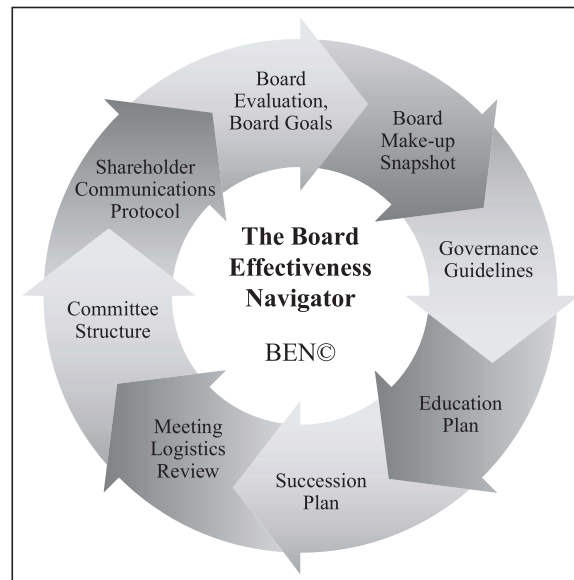 Board
Evaluation,
Board Goals
Board
Make-up
Snapshot
Governance
Guidelines
Education
Plan
Succession
Plan
Meeting
Logistics
Review
Committee
Structure
Shareholder
Communications
Protocol
The Board
Effectiveness
Navigator
BEN©